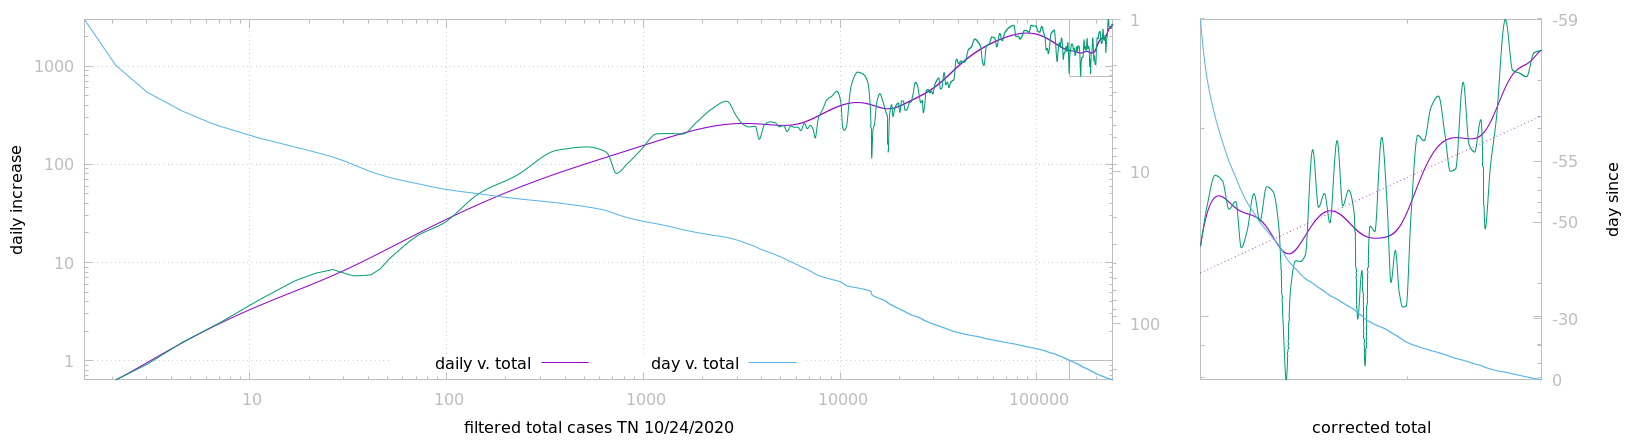 daily increase
1000
100
10
1
daily v. total
day v. total
10
100
1000
10000
100000
filtered total cases TN 10/24/2020
1
10
100
-59
-55
-50
-30
0
day since
corrected total